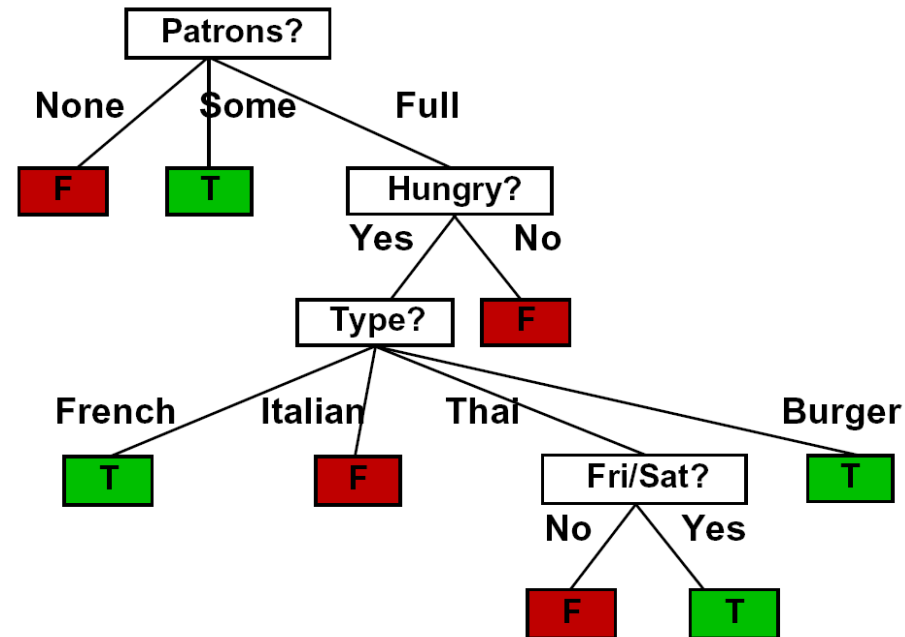 Patrons?
None Some Full
F T Hungry?
Yes No
Type? F
French Italian Thai Burger
T F Fri/Sat? T
No Yes
F T